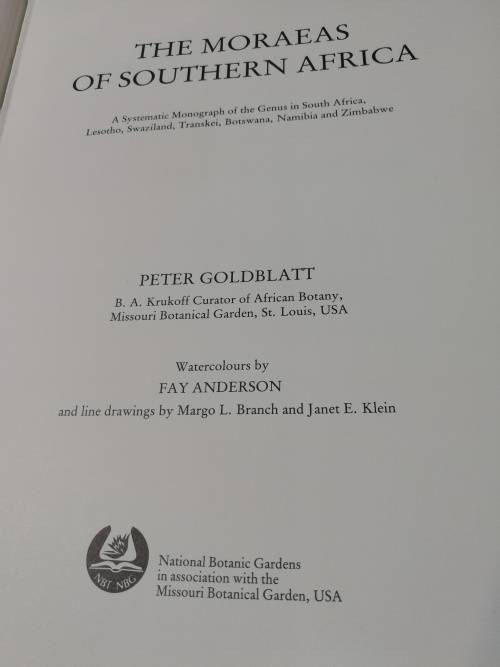 THE MORAEAS
OF SOUTHERN AFRICA
A Systematic Monograph of the Genus in South Africa,
Lesotho, Swaziland, Transkei, Botswana, Namibia and Zimbabwe
PETER GOLDBLATT
B. A. Krukoff Curator of African Botany,
Missouri Botanical Garden, St. Louis, USA
Watercolours by
FAY ANDERSON
and line drawings by Margo L. Branch and Janet E. Klein
NBT NBG
National Botanic Gardens
in association with the
Missouri Botanical Garden, USA